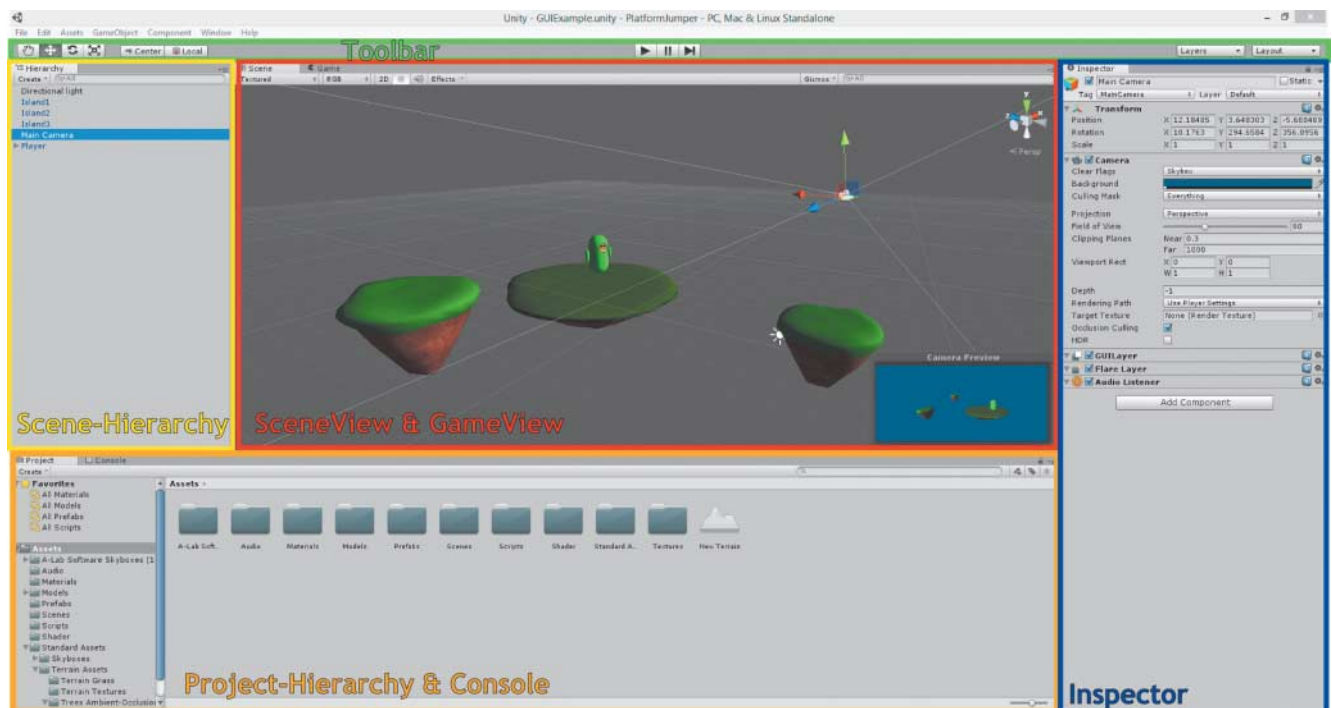 Unity - GUIExample.unity - PlatformJumper - PC, Mac & Linux Standalone
File Edit Assets GameObject Component Window Help
Toolbar
Center Local
Layers Layout
Hierarchy
Create
Directional light
Island1
Island2
Island3
Main Camera
Player
Scene-Hierarchy
Scene Game
Textured RGB 2D Effects Gizmos
y
Persp
Camera Preview
SceneView & GameView
Inspector
Main Camera Static
Tag MainCamera Layer Default
Transform
Position X 12.18405 Y 3.648303 Z
Rotation X 10.1763 Y 294.6504 Z 356.0956
Scale X 1 Y 1 Z 1
Camera
Clear Flags Skybox
Background
Culling Mask Everything
Projection Perspective
Field of View 60
Clipping Planes Near 0.3
Far 1000
Viewport Rect X 0 Y 0
W 1 H 1
Depth -1
Rendering Path Use Player Settings
Target Texture None (Render Texture)
Occlusion Culling
HDR
GUILayer
Flare Layer
Audio Listener
Add Component
Inspector
Project Console
Create
Favorites
All Materials
All Models
All Prefabs
All Scripts
Assets
A-Lab Software Skyboxes [1
Audio
Materials
Models
Prefabs
Scenes
Scripts
Shader
Standard Assets
Skyboxes
Terrain Assets
Terrain Grass
Terrain Textures
Trees Ambient-Occlusion
Assets
A-Lab Soft... Audio Materials Models Prefabs Scenes Scripts Shader Standard A... Textures New Terrain
Project-Hierarchy & Console